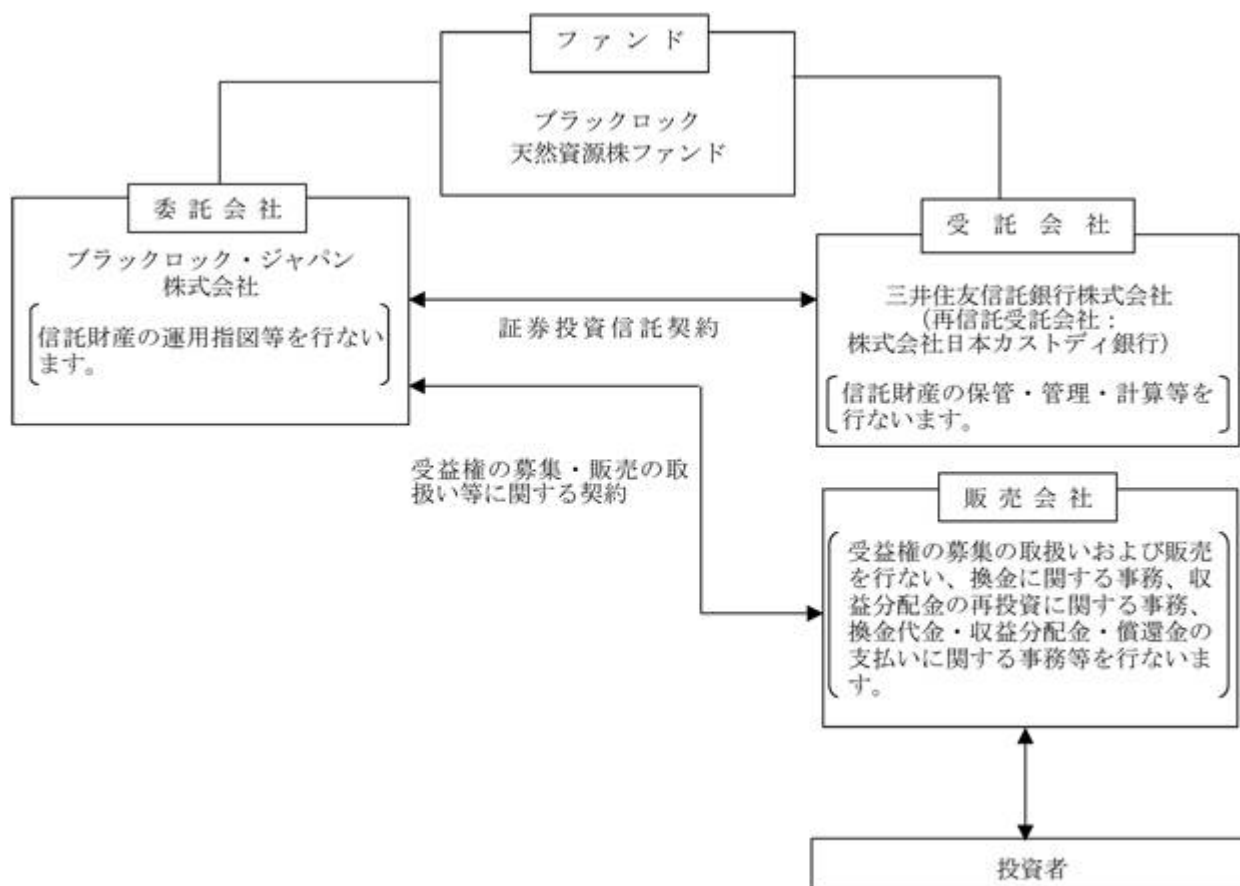 ファンド
ブラックロック
天然資源株ファンド
委託会社
ブラックロック・ジャパン
株式会社
信託財産の運用指図等を行ない
ます。
証券投資信託契約
受託会社
三井住友信託銀行株式会社
（再信託受託会社：
株式会社日本カストディ銀行）
信託財産の保管・管理・計算等を
行ないます。
受益権の募集・販売の取
扱い等に関する契約
販売会社
受益権の募集の取扱いおよび販売
を行ない、換金に関する事務、収
益分配金の再投資に関する事務、
換金代金・収益分配金・償還金の
支払いに関する事務等を行ないま
す。
投資者